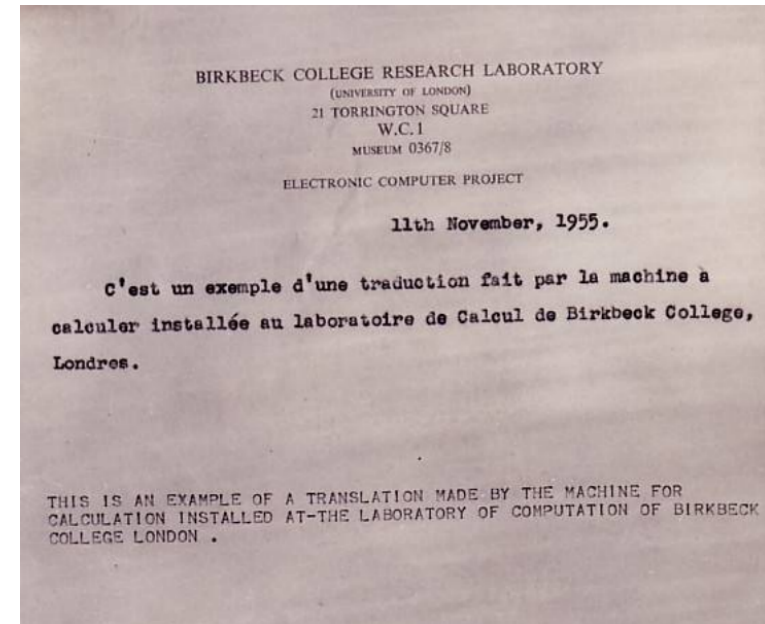 BIRKBECK COLLEGE RESEARCH LABORATORY
(UNIVERSITY OF LONDON)
21 TORRINGTON SQUARE
W.C.1
MUSEUM 0367/8
ELECTRONIC COMPUTER PROJECT
11th November, 1955.
C'est un exemple d'une traduction fait par la machine à
calculer installée au laboratoire de Calcul de Birkbeck College,
Londres.
THIS IS AN EXAMPLE OF A TRANSLATION MADE BY THE MACHINE FOR
CALCULATION INSTALLED AT-THE LABORATORY OF COMPUTATION OF BIRKBECK
COLLEGE LONDON .